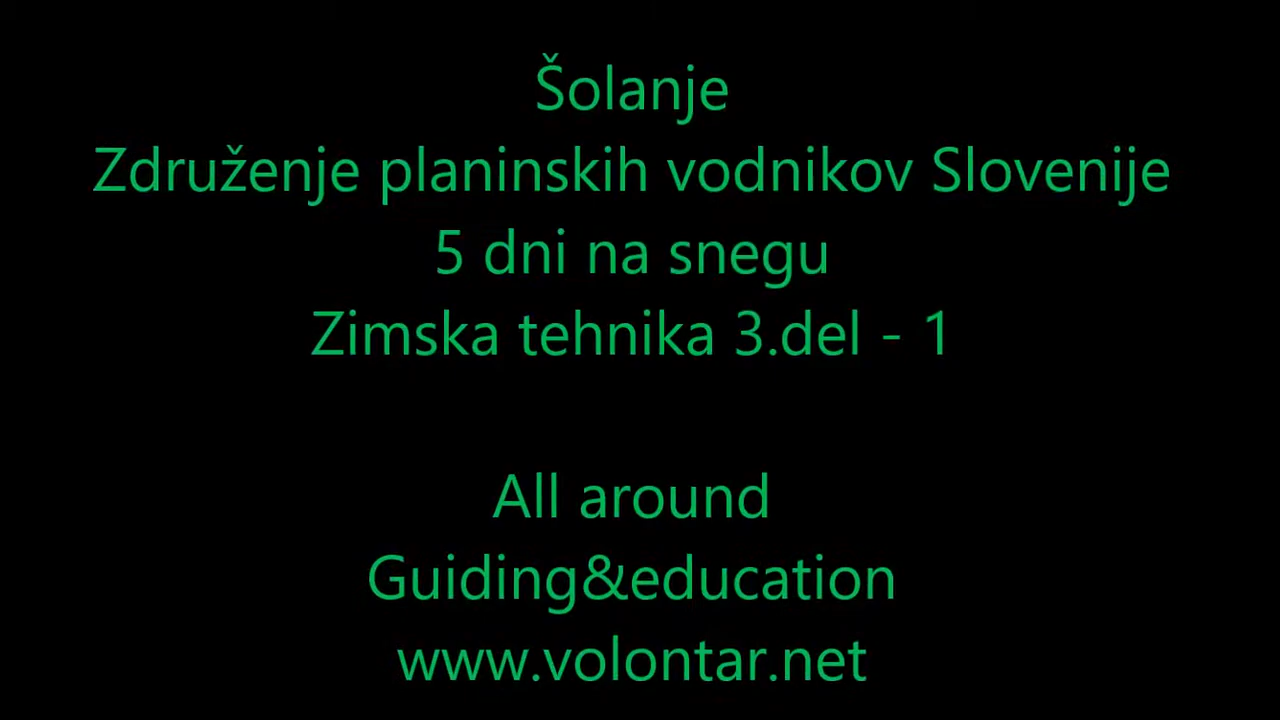 Šolanje
Združenje planinskih vodnikov Slovenije
5 dni na snegu
Zimska tehnika 3.del - 1
All around
Guiding&education
www.volontar.net